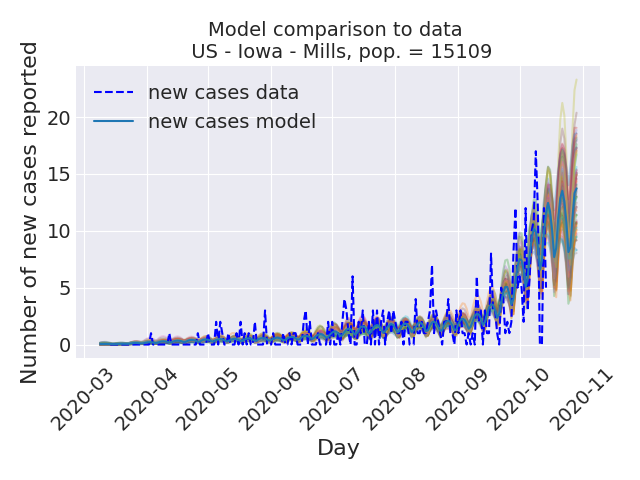 Model comparison to data
US - Iowa - Mills, pop. = 15109
new cases data
new cases model
Number of new cases reported
20
15
10
5
0
2020-03
2020-04
2020-05
2020-06
2020-07
2020-08
2020-09
2020-10
2020-11
Day